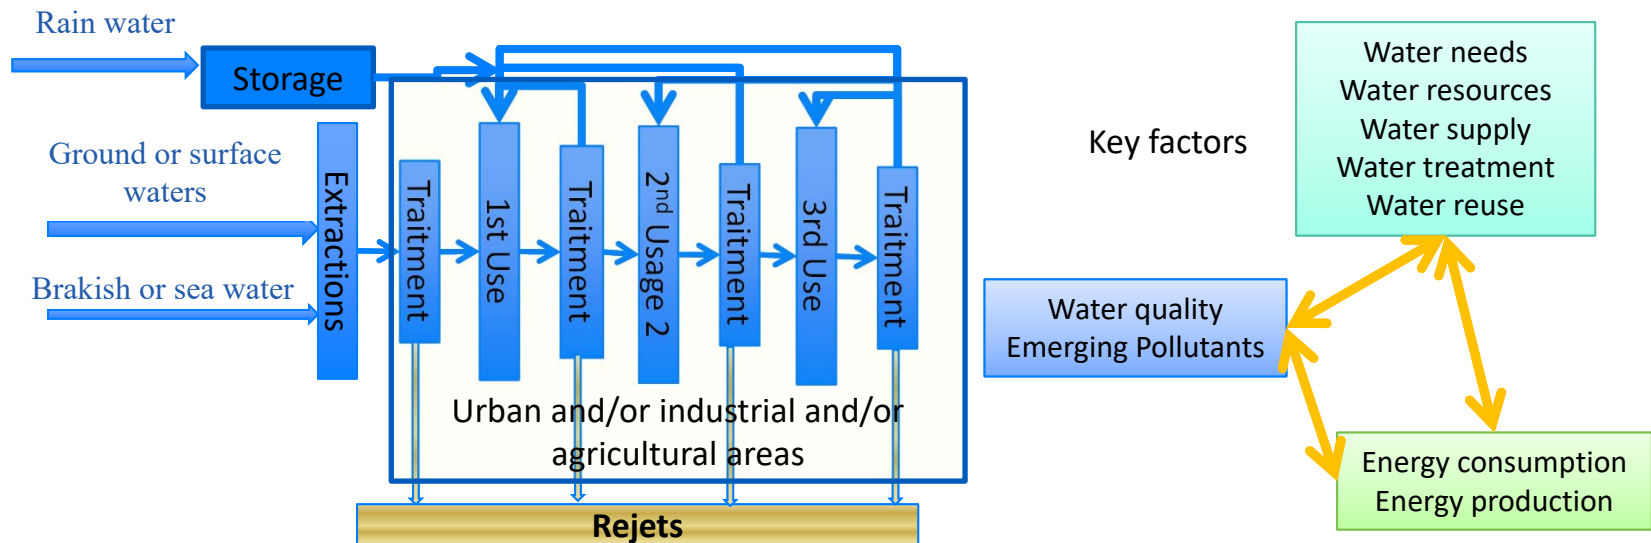 Rain water
Storage
Ground or surface
waters
Brakish or sea water
Extractions
Traitment
1st Use
Traitment
2nd Usage 2
Traitment
3rd Use
Traitment
Urban and/or industrial and/or
agricultural areas
Rejets
Key factors
Water needs
Water resources
Water supply
Water treatment
Water reuse
Water quality
Emerging Pollutants
Energy consumption
Energy production